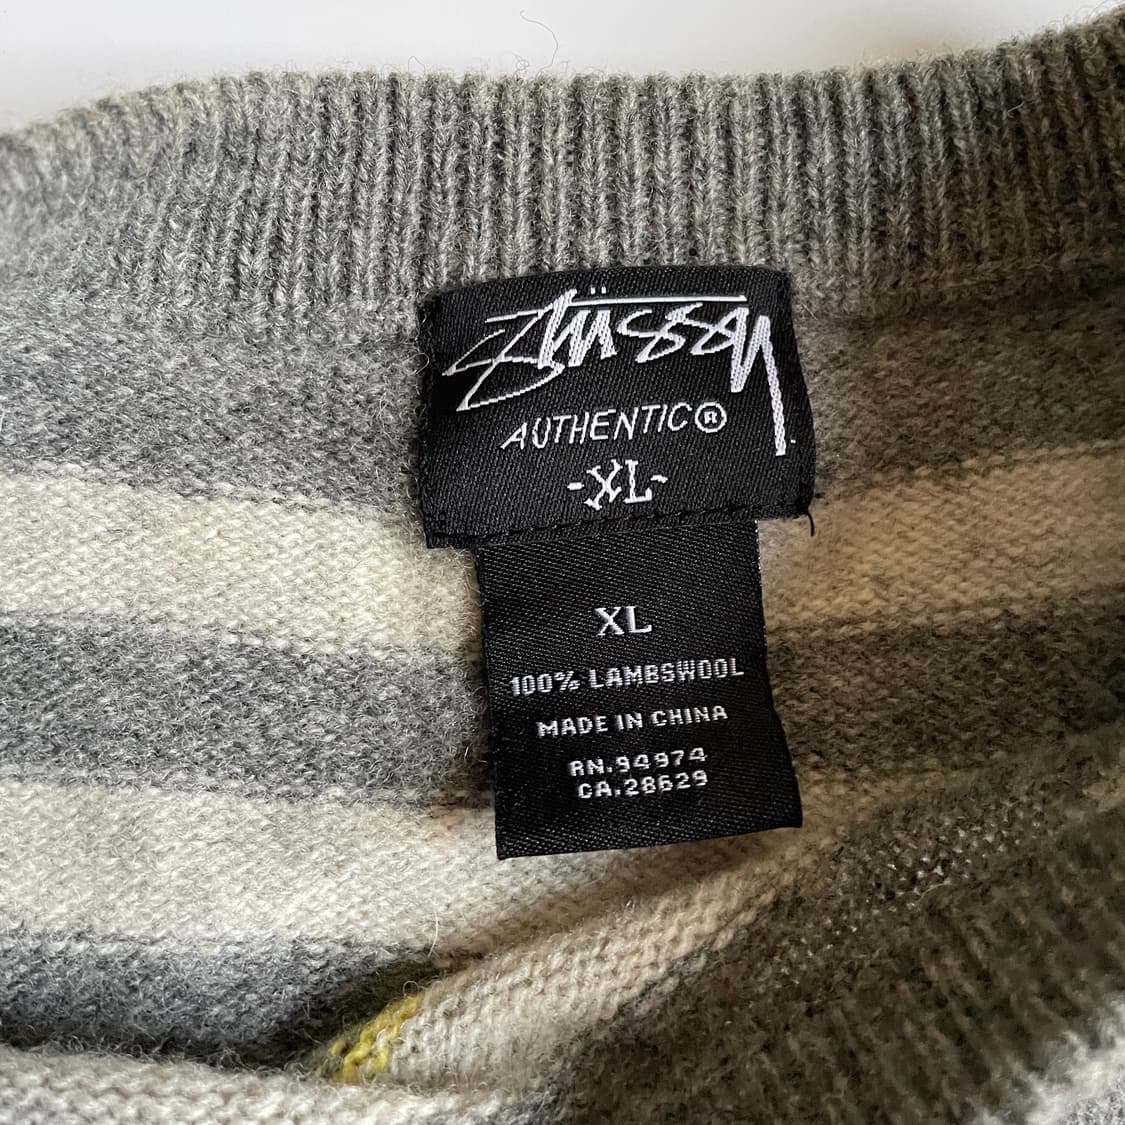 Stüssy
AUTHENTIC®
-XL-
XL
100% LAMBSWOOL
MADE IN CHINA
RN.94974
CA.28629